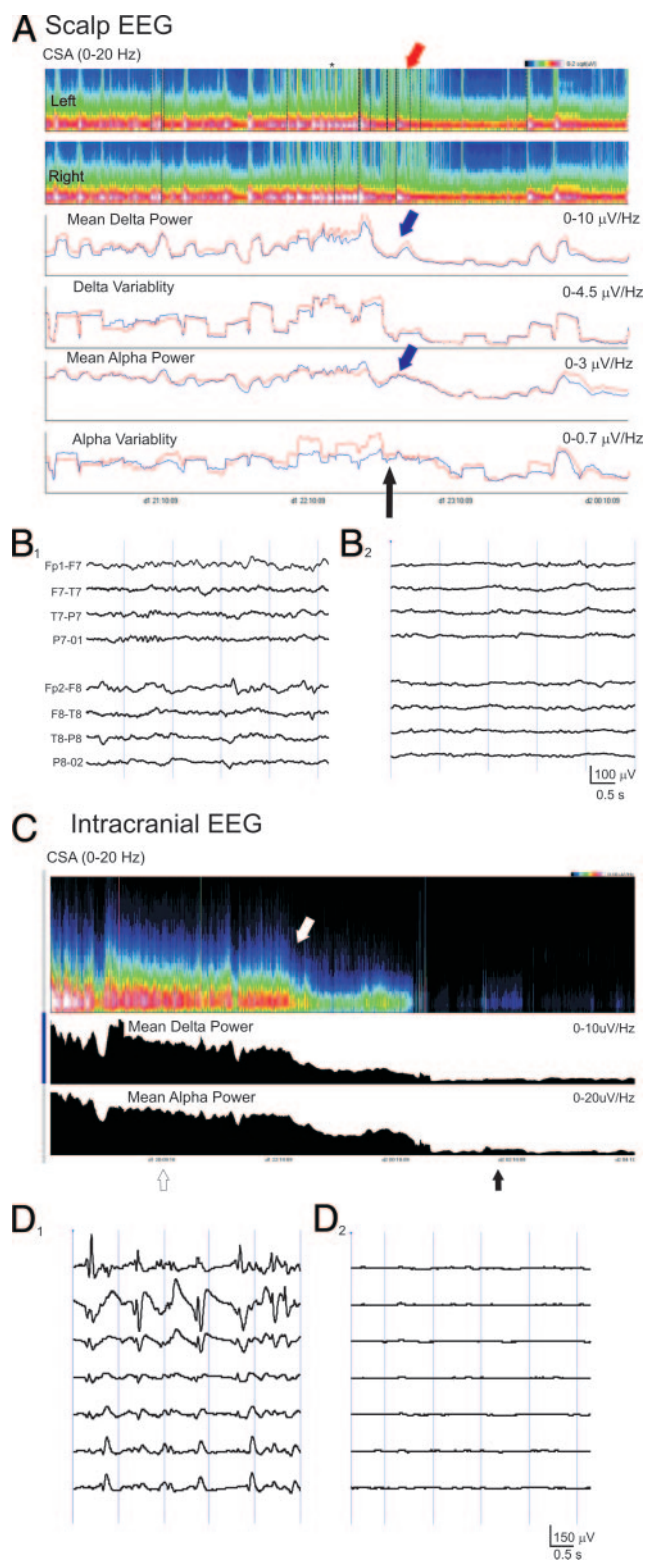 A Scalp EEG
CSA (0-20 Hz)
*
Left
Right
Mean Delta Power
0-10 μV/Hz
Delta Variablity
0-4.5 μV/Hz
Mean Alpha Power
0-3 μV/Hz
Alpha Variablity
0-0.7 μV/Hz
d1 21:10:09 d1 22:10:09 d1 23:10:09 d2 00:10:09
B1 B2
Fp1-F7
F7-T7
T7-P7
P7-01
Fp2-F8
F8-T8
T8-P8
P8-02
100 μV
0.5 s
C Intracranial EEG
CSA (0-20 Hz)
Mean Delta Power
0-10uV/Hz
Mean Alpha Power
0-20uV/Hz
D1 D2
150 μV
0.5 s